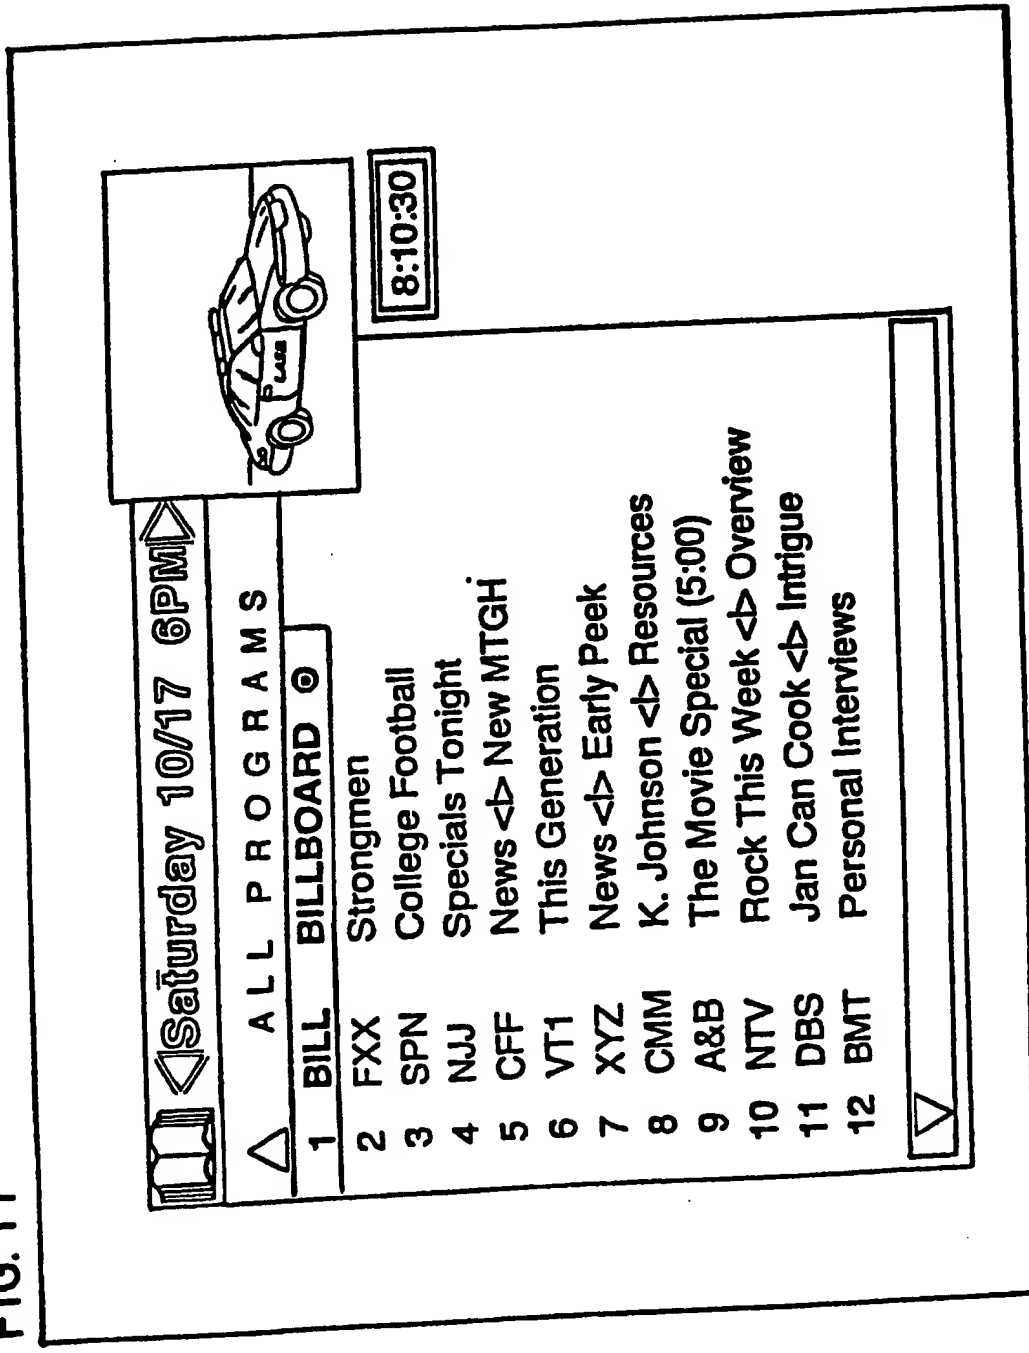 FIG. 11
Saturday 10/17 6PM
ALL PROGRAMS
1 BILL BILLBOARD
2 FXX Strongmen
3 SPN College Football
4 NJJ Specials Tonight
5 CFF News <I> New MTGH
6 VT1 This Generation
7 XYZ News <I> Early Peek
8 CMM K. Johnson <I> Resources
9 A&B The Movie Special (5:00)
10 NTV Rock This Week <I> Overview
11 DBS Jan Can Cook <I> Intrigue
12 BMT Personal Interviews
8:10:30